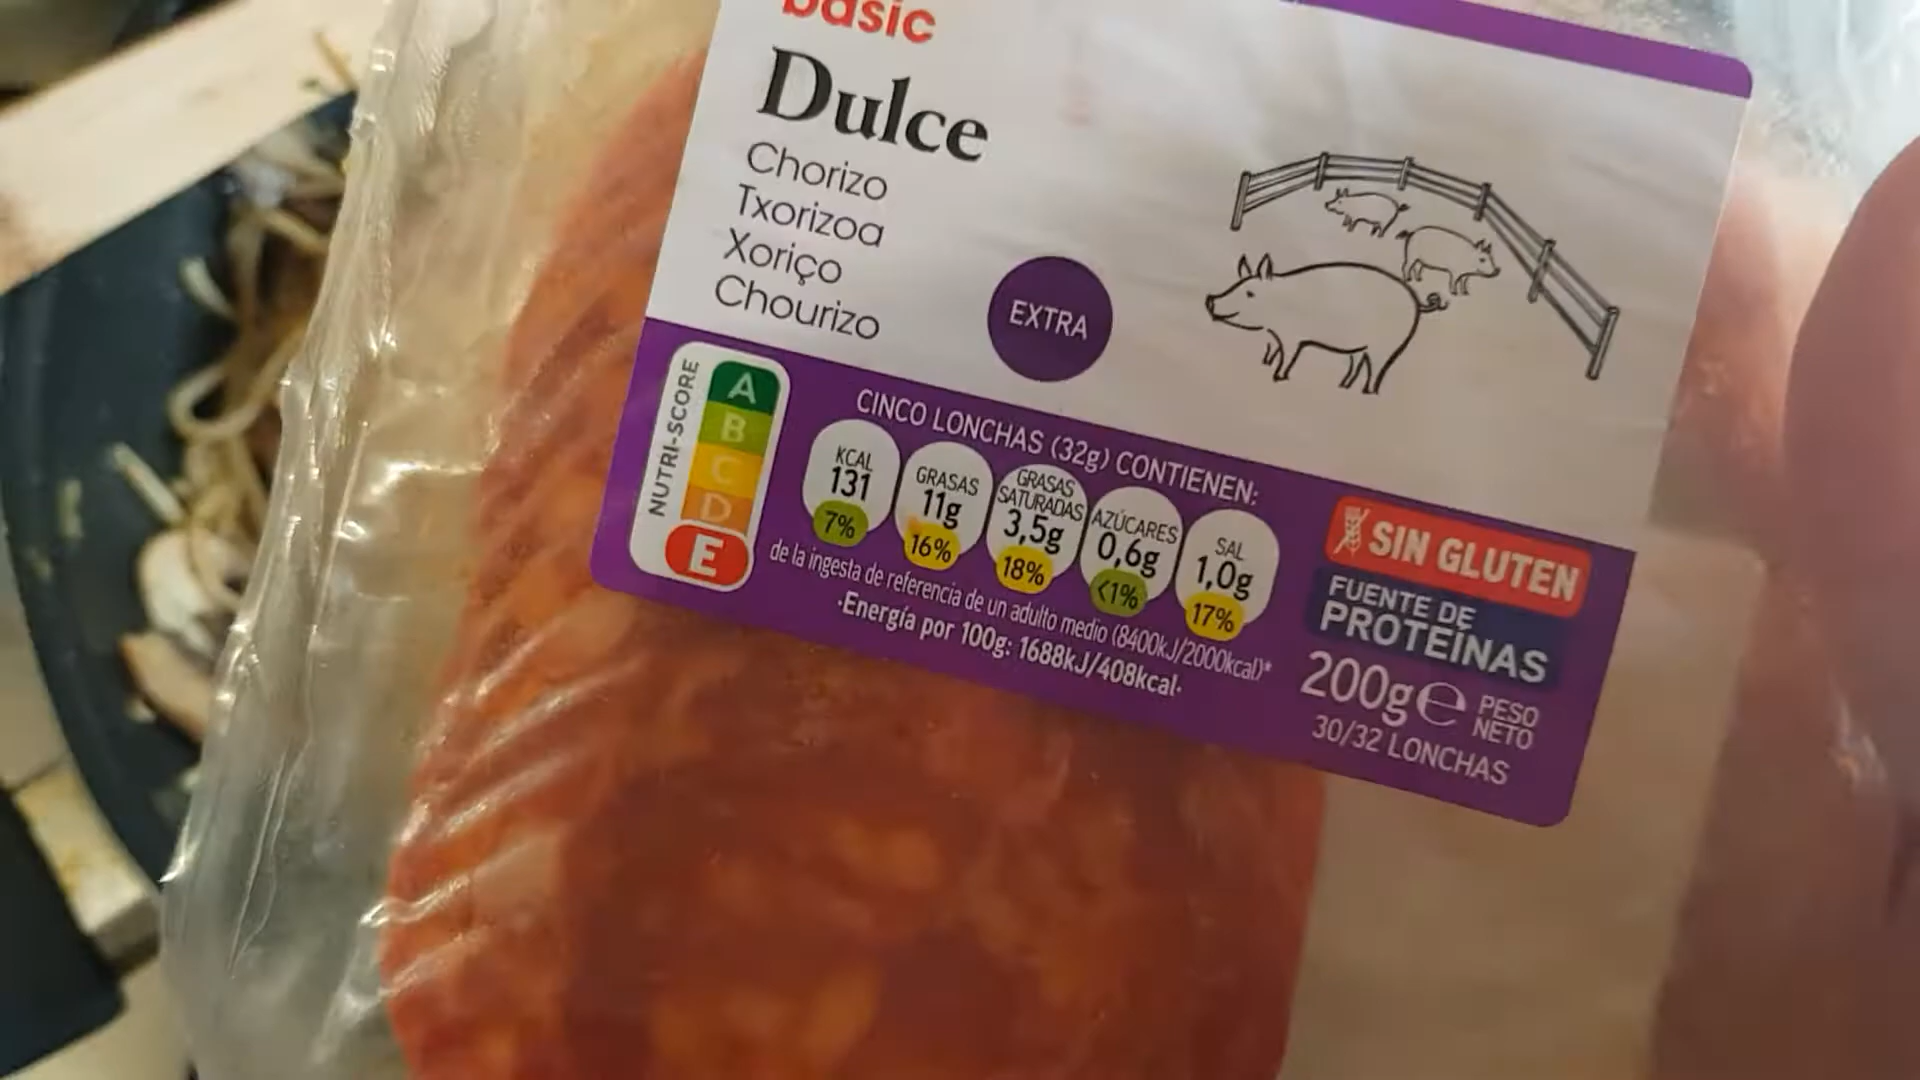 basic
Dulce
Chorizo
Txorizoa
Xoriço
Chourizo
EXTRA
NUTRI-SCORE
A
B
C
D
E
CINCO LONCHAS (32g) CONTIENEN:
KCAL
131
7%
GRASAS
11g
16%
GRASAS
SATURADAS
3,5g
18%
AZÚCARES
0,6g
<1%
SAL
1,0g
17%
de la ingesta de referencia de un adulto medio (8400kJ/2000kcal)*
·Energía por 100g: 1688kJ/408kcal·
SIN GLUTEN
FUENTE DE
PROTEÍNAS
200g℮ PESO
NETO
30/32 LONCHAS